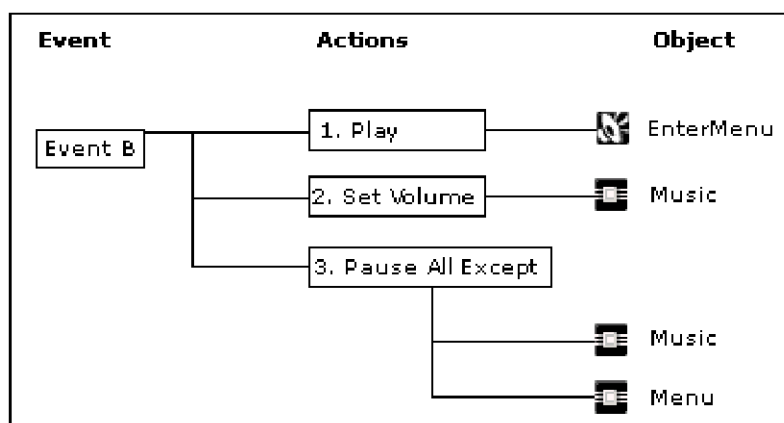 Event Actions Object
Event B
1. Play EnterMenu
2. Set Volume Music
3. Pause All Except
Music
Menu